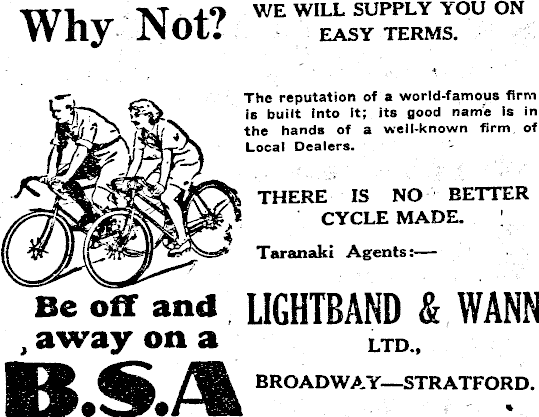 Why Not?
WE WILL SUPPLY YOU ON
EASY TERMS.
The reputation of a world-famous firm
is built into it; its good name is in
the hands of a well-known firm of
Local Dealers.
THERE IS NO BETTER
CYCLE MADE.
Taranaki Agents:—
Be off and
away on a
B.S.A
LIGHTBAND & WANN
LTD.,
BROADWAY—STRATFORD.